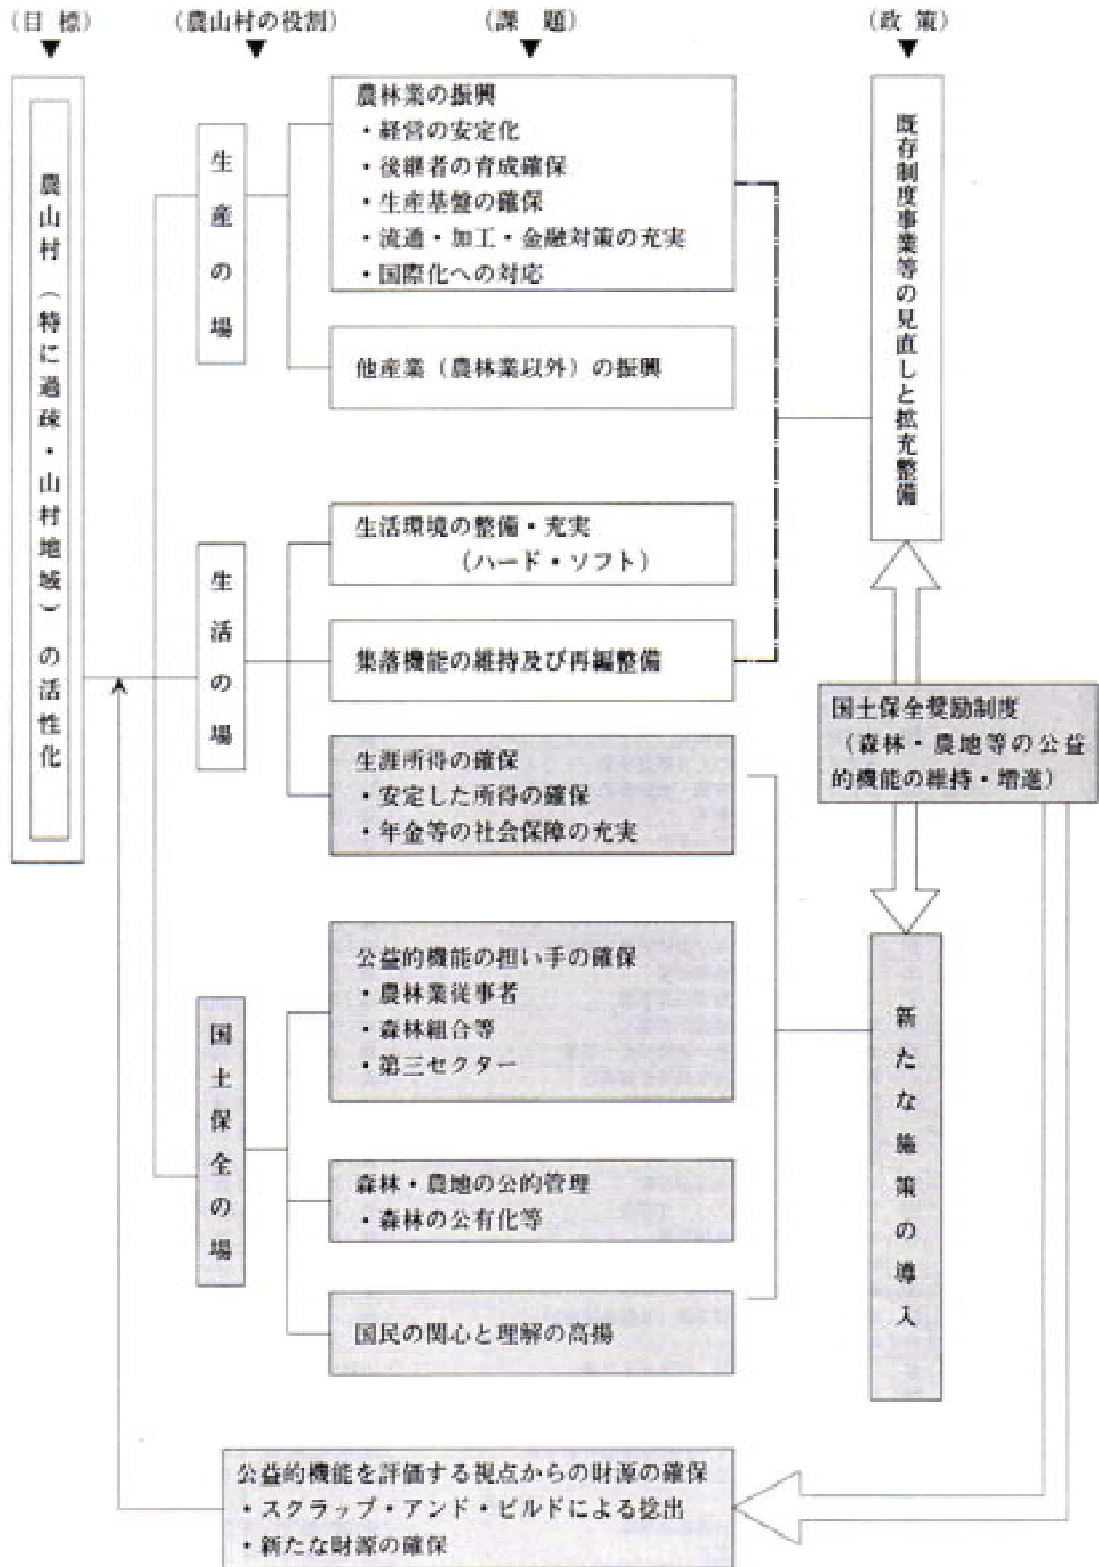 (目 標)
(農山村の役割)
(課 題)
(政 策)
農山村(特に過疎・山村地域)の活性化
生産の場
農林業の振興
・経営の安定化
・後継者の育成確保
・生産基盤の確保
・流通・加工・金融対策の充実
・国際化への対応
他産業(農林業以外)の振興
既存制度事業等の見直しと拡充整備
生活の場
生活環境の整備・充実
(ハード・ソフト)
集落機能の維持及び再編整備
生涯所得の確保
・安定した所得の確保
・年金等の社会保障の充実
国土保全奨励制度
(森林・農地等の公益
的機能の維持・増進)
国土保全の場
公益的機能の担い手の確保
・農林業従事者
・森林組合等
・第三セクター
森林・農地の公的管理
・森林の公有化等
国民の関心と理解の高揚
新たな施策の導入
公益的機能を評価する視点からの財源の確保
・スクラップ・アンド・ビルドによる捻出
・新たな財源の確保